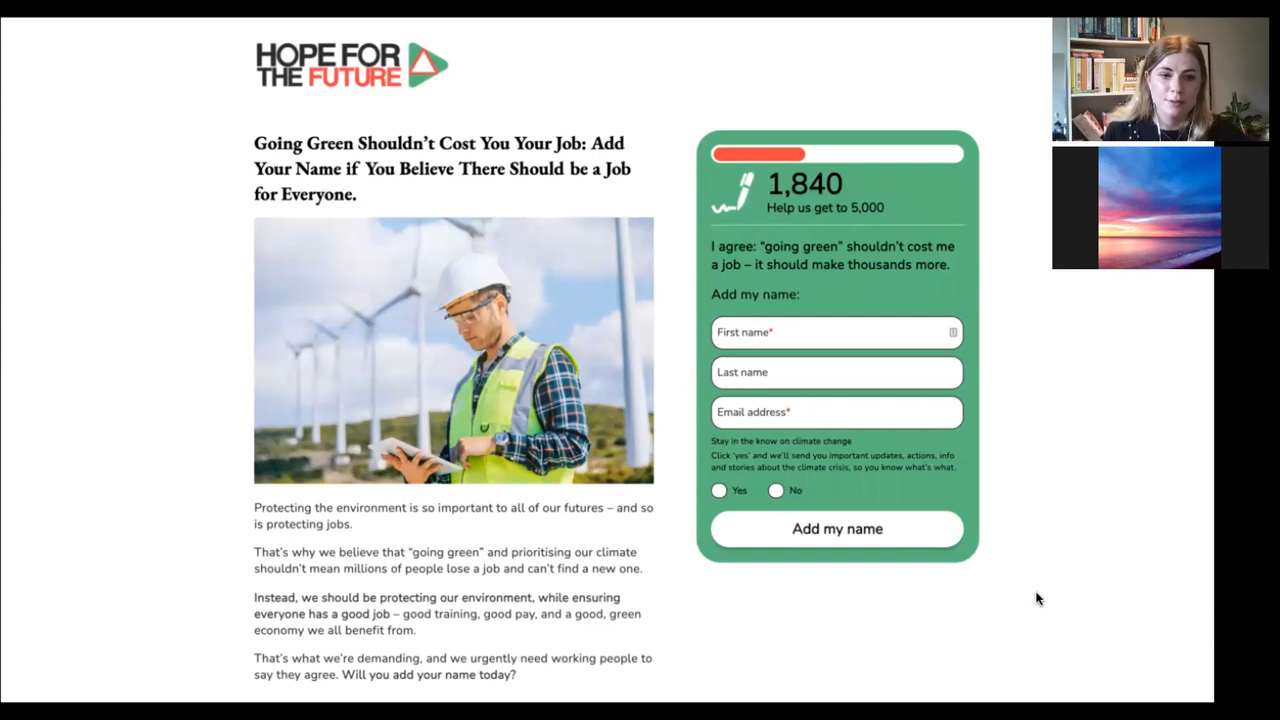 HOPE FOR
THE FUTURE
Going Green Shouldn’t Cost You Your Job: Add
Your Name if You Believe There Should be a Job
for Everyone.
Protecting the environment is so important to all of our futures – and so
is protecting jobs.
That’s why we believe that “going green” and prioritising our climate
shouldn’t mean millions of people lose a job and can’t find a new one.
Instead, we should be protecting our environment, while ensuring
everyone has a good job – good training, good pay, and a good, green
economy we all benefit from.
That’s what we’re demanding, and we urgently need working people to
say they agree. Will you add your name today?
1,840
Help us get to 5,000
I agree: “going green” shouldn’t cost me
a job – it should make thousands more.
Add my name:
First name*
Last name
Email address*
Stay in the know on climate change
Click ‘yes’ and we’ll send you important updates, actions, info
and stories about the climate crisis, so you know what’s what.
Yes No
Add my name